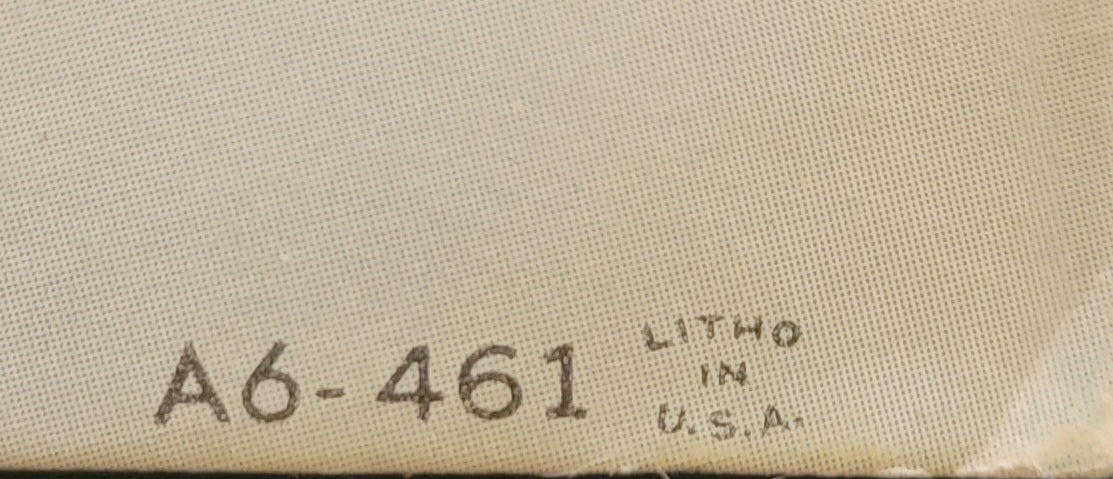 A6-461
LITHO
IN
U.S.A.